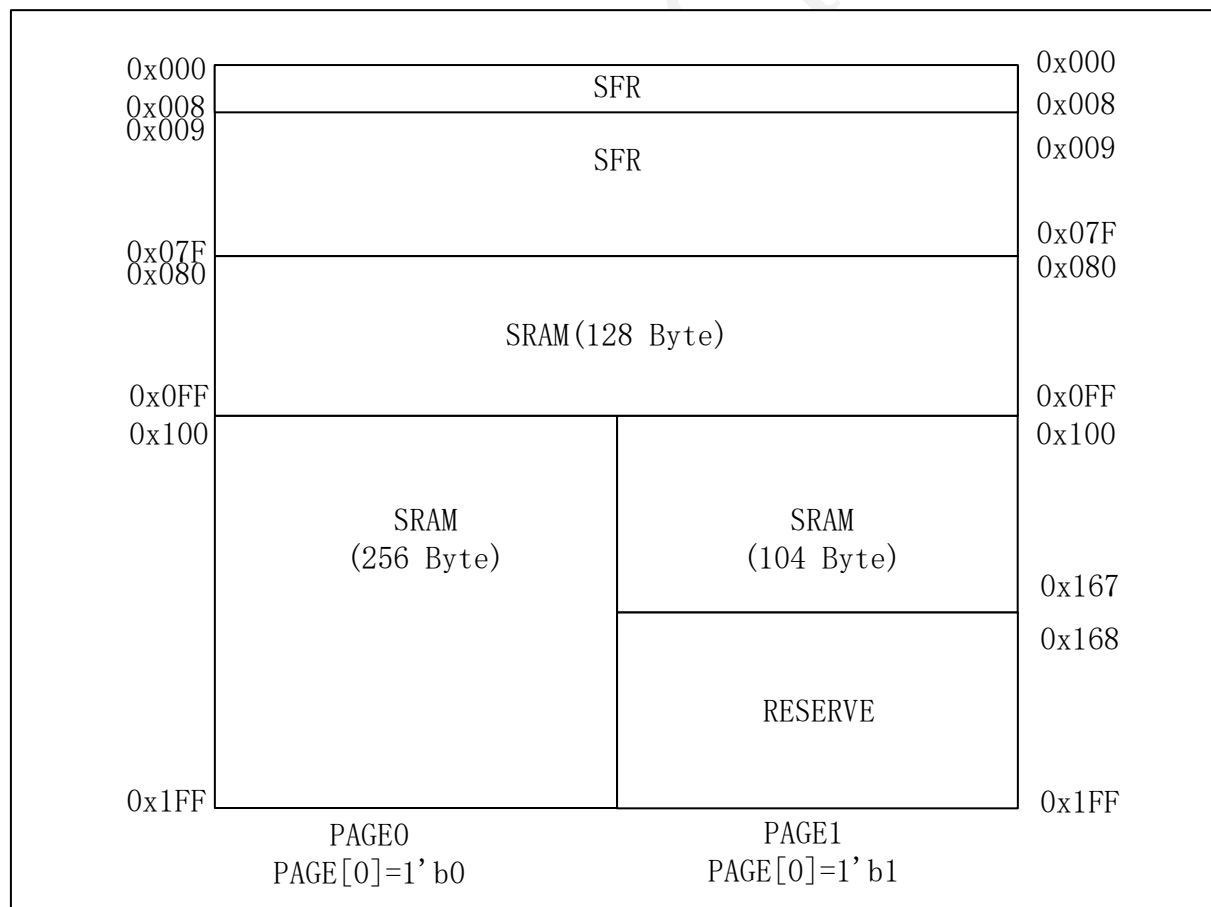 0x000
0x000
SFR
0x008
0x008
0x009
0x009
SFR
0x07F
0x07F
0x080
0x080
SRAM(128 Byte)
0x0FF
0x0FF
0x100
0x100
SRAM
(256 Byte)
SRAM
(104 Byte)
0x167
0x168
RESERVE
0x1FF
0x1FF
PAGE0
PAGE[0]=1'b0
PAGE1
PAGE[0]=1'b1